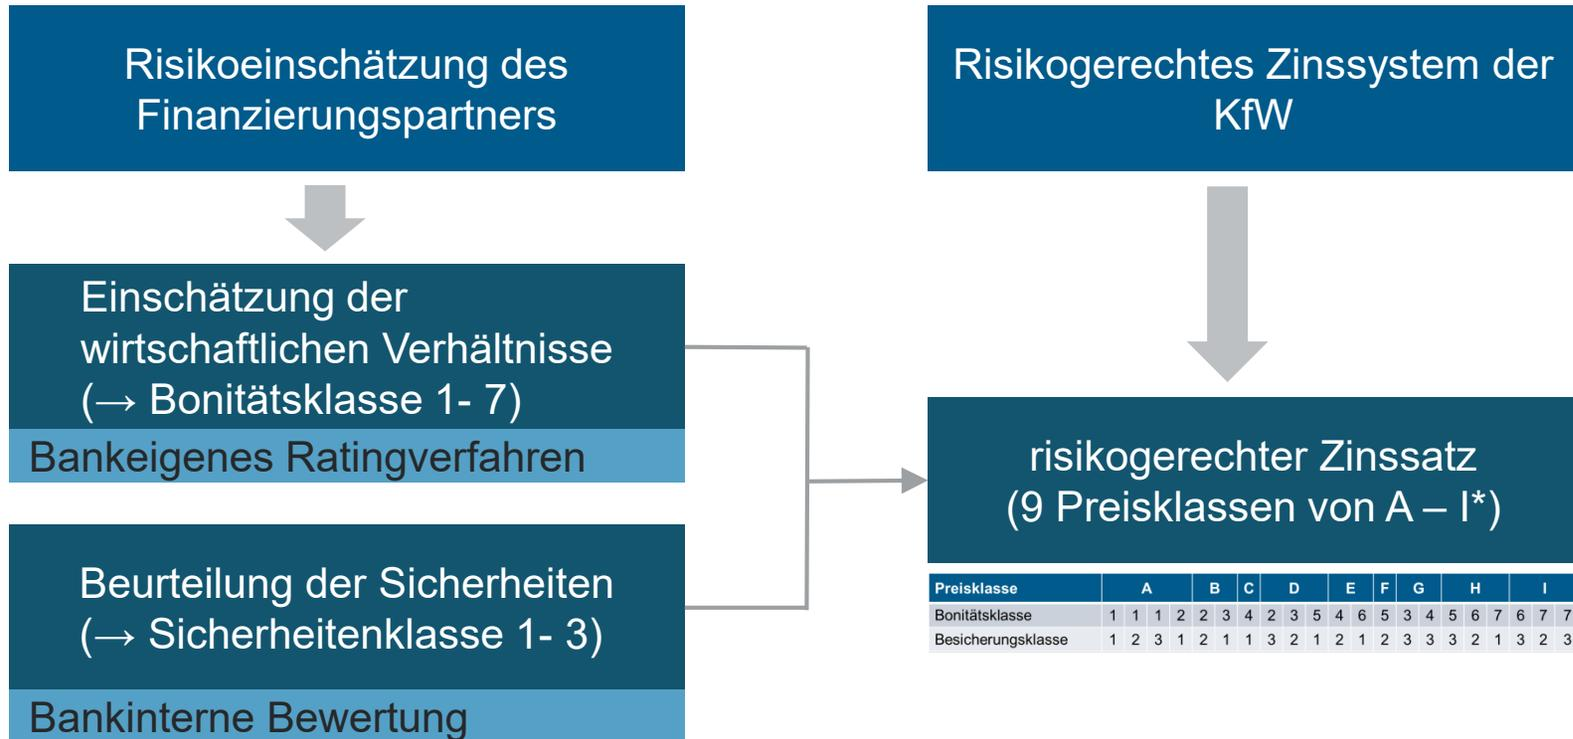 Risikoeinschätzung des
Finanzierungspartners
Einschätzung der
wirtschaftlichen Verhältnisse
(→ Bonitätsklasse 1- 7)
Bankeigenes Ratingverfahren
Beurteilung der Sicherheiten
(→ Sicherheitenklasse 1- 3)
Bankinterne Bewertung
Risikogerechtes Zinssystem der
KfW
risikogerechter Zinssatz
(9 Preisklassen von A – I*)
Preisklasse A B C D E F G H I
Bonitätsklasse 1 1 1 2 2 3 4 2 3 5 4 6 5 3 4 5 6 7 6 7 7
Besicherungsklasse 1 2 3 1 2 1 1 3 2 1 2 1 2 3 3 3 2 1 3 2 3